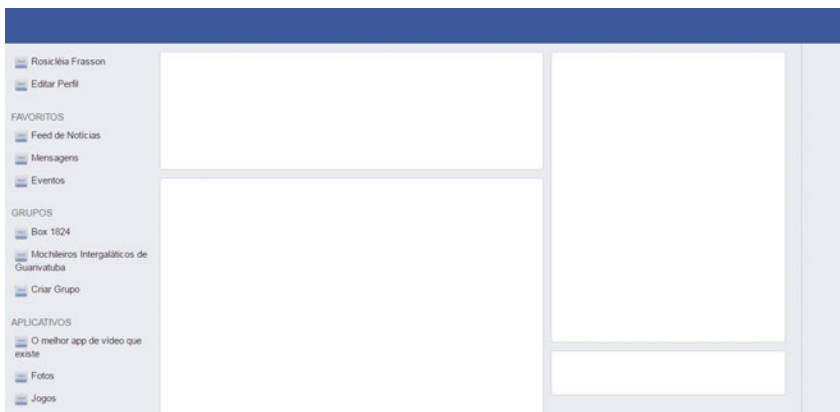 Rosicléia Frasson
Editar Perfil
FAVORITOS
Feed de Notícias
Mensagens
Eventos
GRUPOS
Box 1824
Mochileiros Intergaláticos de
Guarivatuba
Criar Grupo
APLICATIVOS
O melhor app de vídeo que
existe
Fotos
Jogos